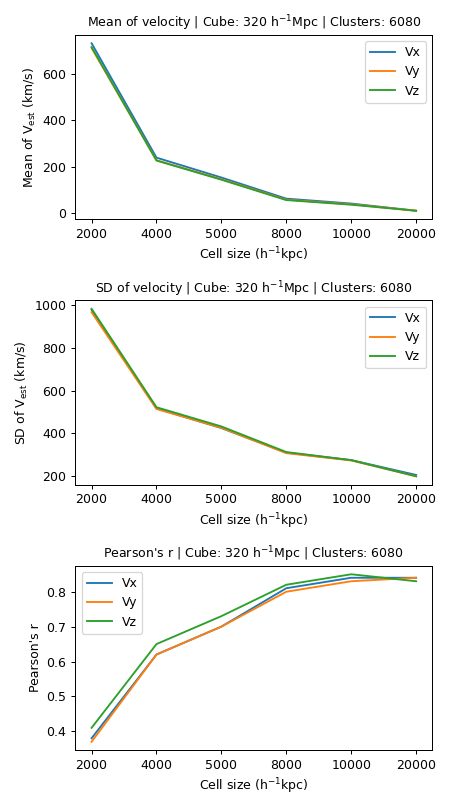 Mean of velocity | Cube: 320 h⁻¹Mpc | Clusters: 6080
Mean of Vest (km/s)
600
400
200
0
Vx
Vy
Vz
2000 4000 5000 8000 10000 20000
Cell size (h⁻¹kpc)
SD of velocity | Cube: 320 h⁻¹Mpc | Clusters: 6080
SD of Vest (km/s)
1000
800
600
400
200
Vx
Vy
Vz
2000 4000 5000 8000 10000 20000
Cell size (h⁻¹kpc)
Pearson's r | Cube: 320 h⁻¹Mpc | Clusters: 6080
Pearson's r
0.8
0.7
0.6
0.5
0.4
Vx
Vy
Vz
2000 4000 5000 8000 10000 20000
Cell size (h⁻¹kpc)